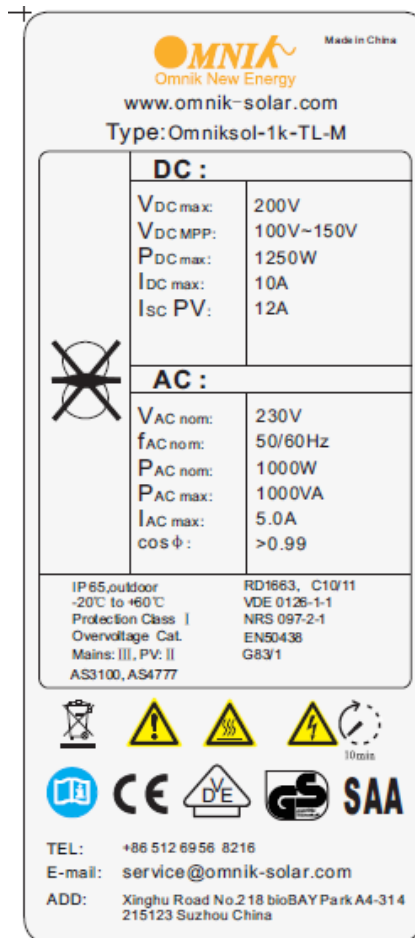 Made in China
OMNIK
Omnik New Energy
www.omnik-solar.com
Type:Omniksol-1k-TL-M
DC :
VDC max: 200V
VDC MPP: 100V~150V
PDC max: 1250W
IDC max: 10A
ISC PV: 12A
AC :
VAC nom: 230V
fAC nom: 50/60Hz
PAC nom: 1000W
PAC max: 1000VA
IAC max: 5.0A
cosϕ: >0.99
IP65,outdoor RD1663, C10/11
-20℃ to +60℃ VDE 0126-1-1
Protection Class Ⅰ NRS 097-2-1
Overvoltage Cat. EN50438
Mains: Ⅲ, PV: Ⅱ G83/1
AS3100, AS4777
10min
CE DVE GS SAA
TEL: +86 512 6956 8216
E-mail: service@omnik-solar.com
ADD: Xinghu Road No.218 bioBAY Park A4-314
215123 Suzhou China